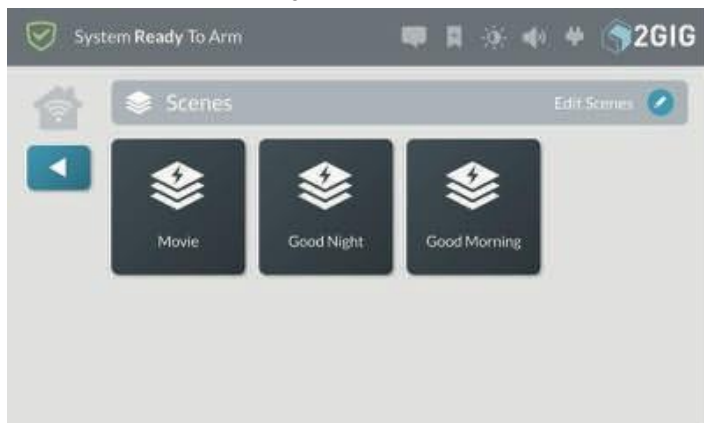 System Ready To Arm
2GIG
Scenes
Edit Scenes
Movie
Good Night
Good Morning